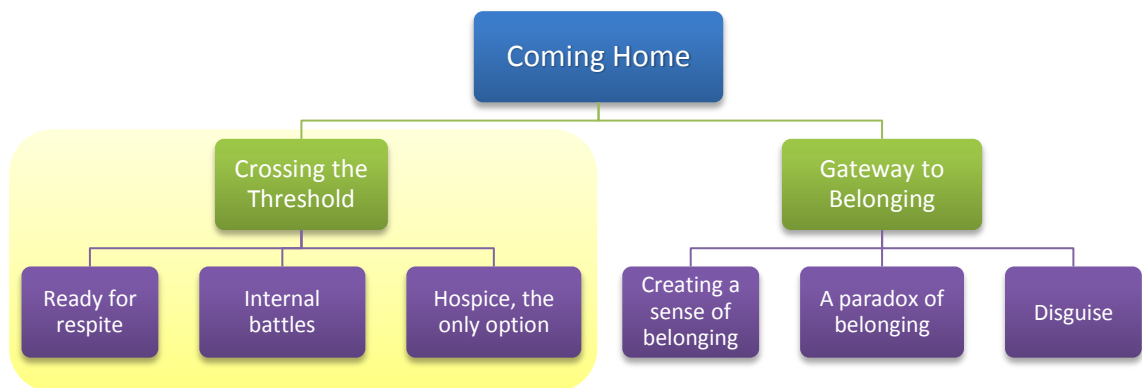 Coming Home
Crossing the
Threshold
Gateway to
Belonging
Ready for
respite
Internal
battles
Hospice, the
only option
Creating a
sense of
belonging
A paradox of
belonging
Disguise